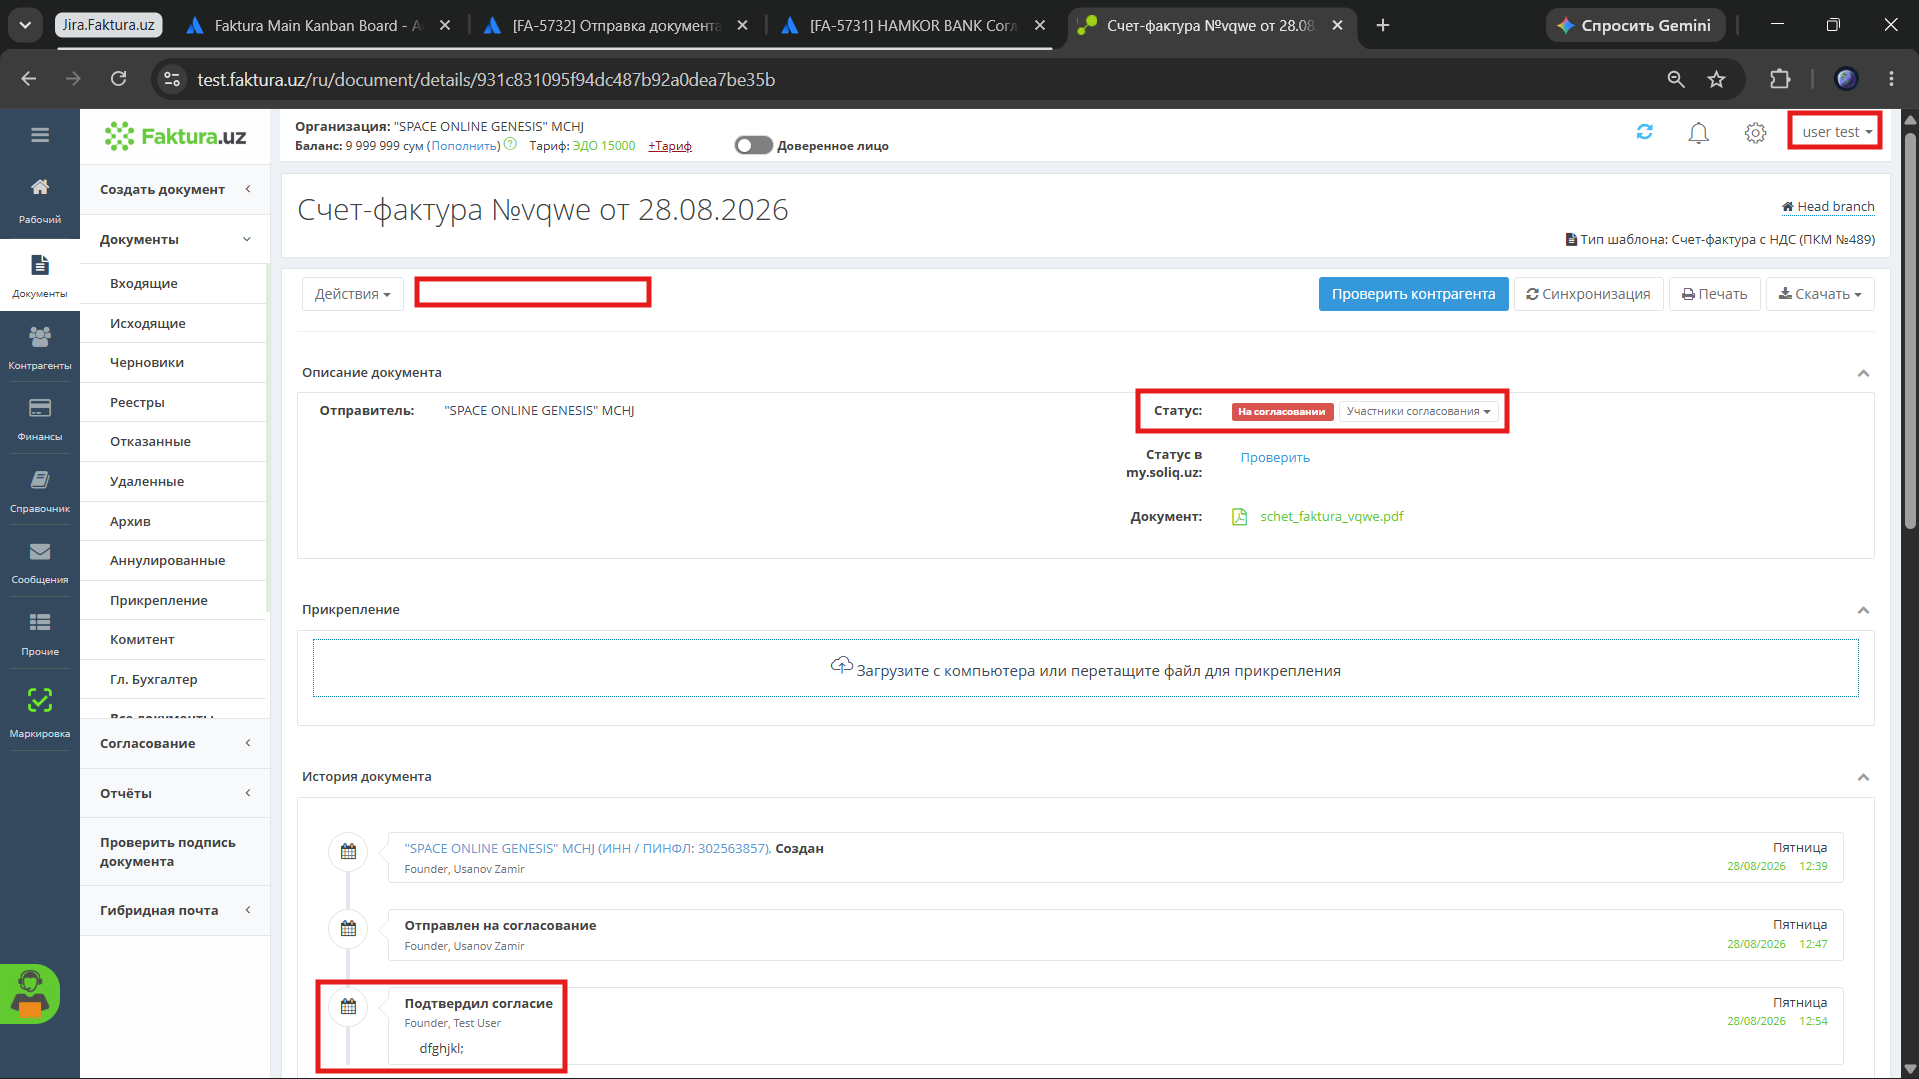 Jira.Faktura.uz
Faktura Main Kanban Board - A
[FA-5732] Отправка документа
[FA-5731] HAMKOR BANK Согл
Счет-фактура №vqwe от 28.08
Спросить Gemini
test.faktura.uz/ru/document/details/931c831095f94dc487b92a0dea7be35b
Рабочий
Документы
Контрагенты
Финансы
Справочник
Сообщения
Прочие
Маркировка
Faktura.uz
Создать документ
Документы
Входящие
Исходящие
Черновики
Реестры
Отказанные
Удаленные
Архив
Аннулированные
Прикрепление
Комитент
Гл. Бухгалтер
Все документы
Согласование
Отчёты
Проверить подпись
документа
Гибридная почта
Организация: "SPACE ONLINE GENESIS" MCHJ
Баланс: 9 999 999 сум (Пополнить) ? Тариф: ЭДО 15000 +Тариф
Доверенное лицо
user test
Счет-фактура №vqwe от 28.08.2026
Head branch
Тип шаблона: Счет-фактура с НДС (ПКМ №489)
Действия
Проверить контрагента
Синхронизация
Печать
Скачать
Описание документа
Отправитель: "SPACE ONLINE GENESIS" MCHJ
Статус: На согласовании Участники согласования
Статус в
my.soliq.uz: Проверить
Документ: schet_faktura_vqwe.pdf
Прикрепление
Загрузите с компьютера или перетащите файл для прикрепления
История документа
"SPACE ONLINE GENESIS" MCHJ (ИНН / ПИНФЛ: 302563857), Создан
Founder, Usanov Zamir
Пятница
28/08/2026 12:39
Отправлен на согласование
Founder, Usanov Zamir
Пятница
28/08/2026 12:47
Подтвердил согласие
Founder, Test User
dfghjkl;
Пятница
28/08/2026 12:54